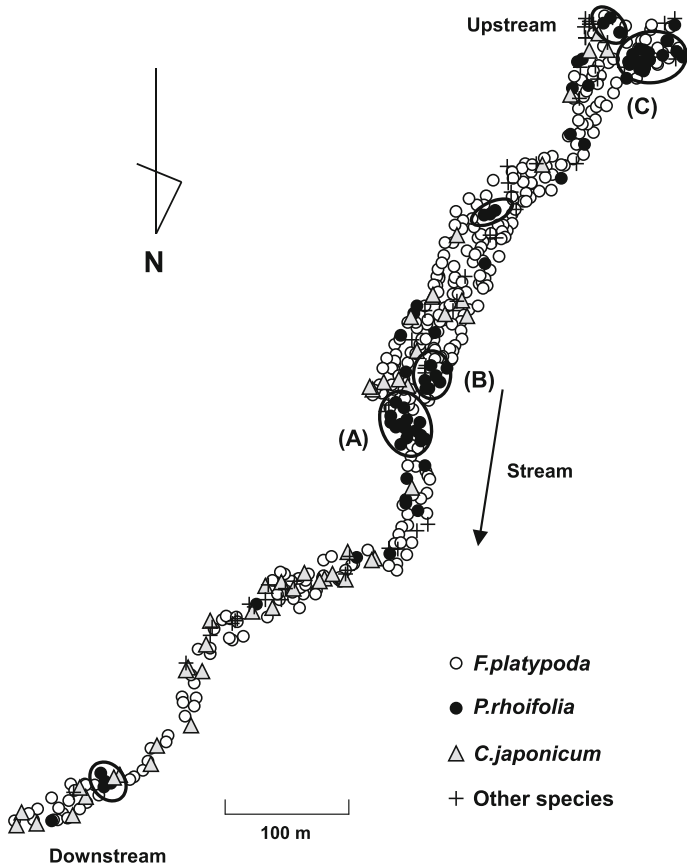 Upstream
(C)
N
(B)
(A)
Stream
F.platypoda
P.rhoifolia
C.japonicum
Other species
100 m
Downstream